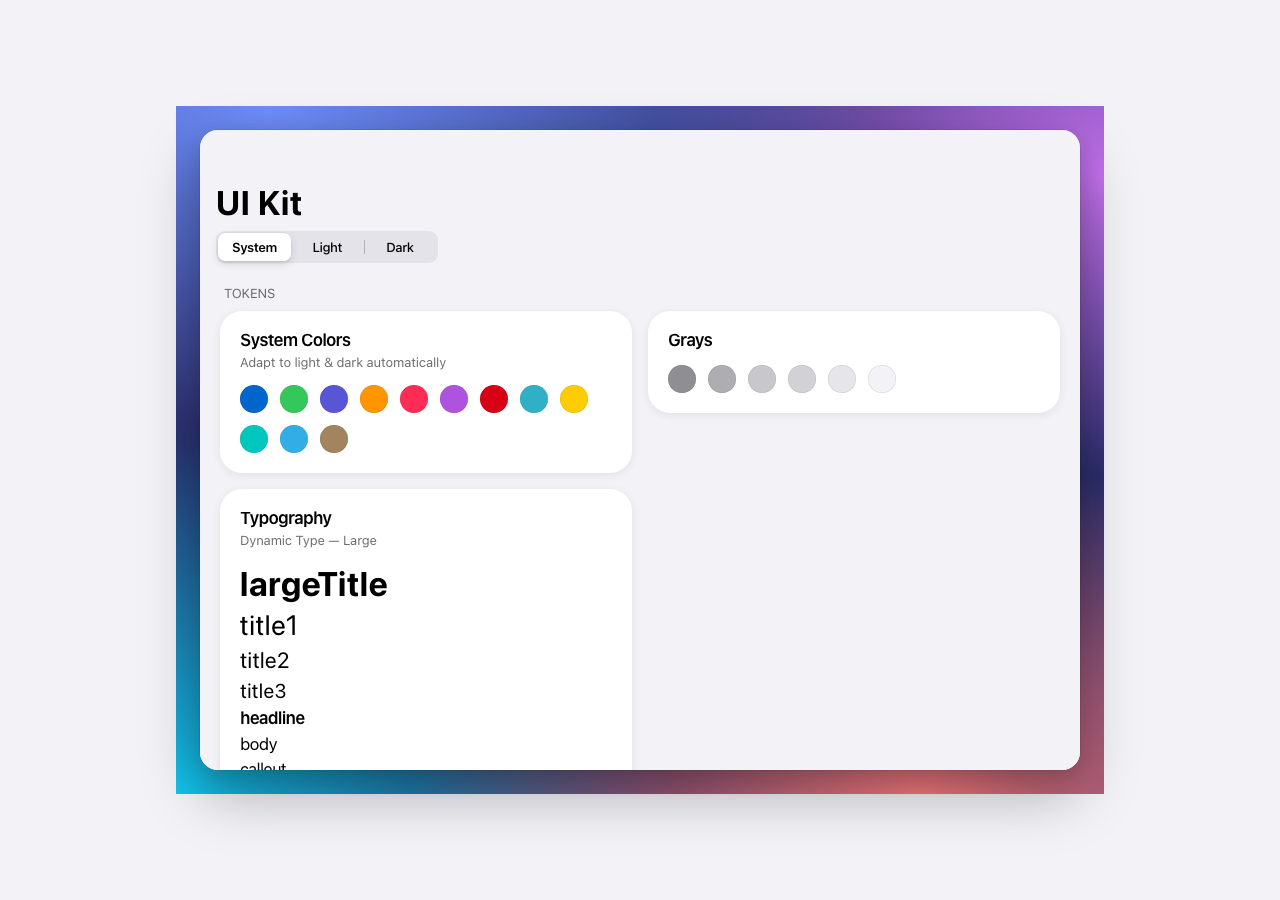 UI Kit
System Light Dark
TOKENS
System Colors
Adapt to light & dark automatically
Grays
Typography
Dynamic Type — Large
largeTitle
title1
title2
title3
headline
body
callout